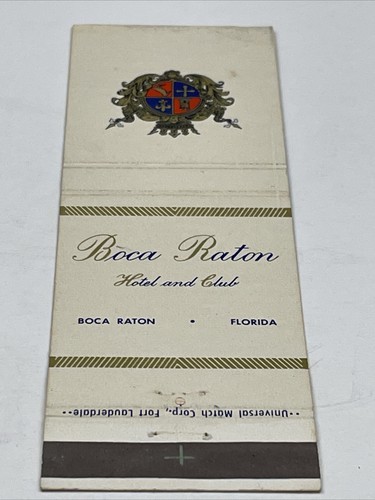 Boca Raton
Hotel and Club
BOCA RATON • FLORIDA
··Universal Match Corp., Fort Lauderdale··